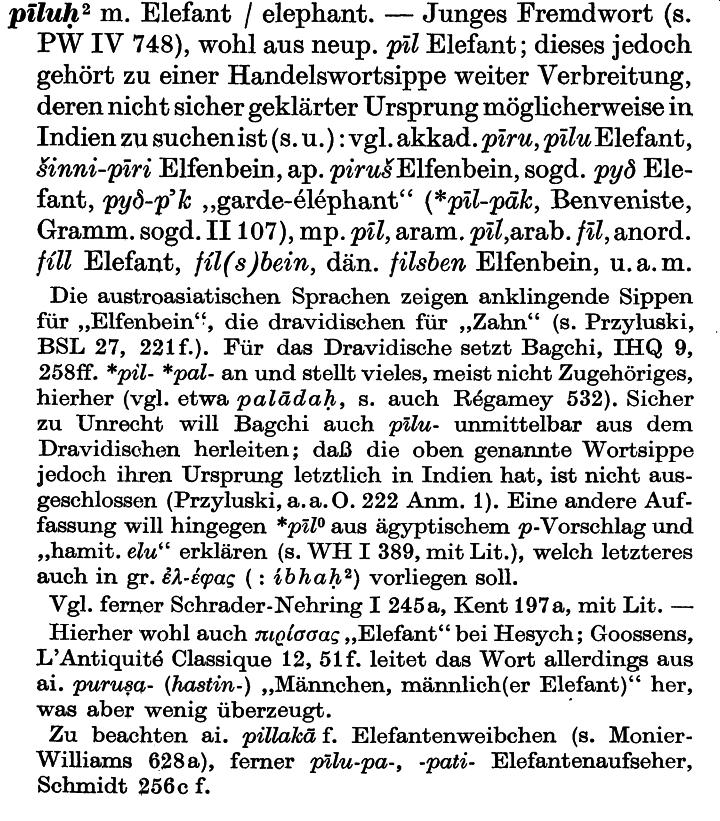 pīluḥ² m. Elefant / elephant. — Junges Fremdwort (s.
PW IV 748), wohl aus neup. pīl Elefant; dieses jedoch
gehört zu einer Handelswortsippe weiter Verbreitung,
deren nicht sicher geklärter Ursprung möglicherweise in
Indien zu suchen ist (s. u.): vgl. akkad. pīru, pīlu Elefant,
šinni-pīri Elfenbein, ap. piruš Elfenbein, sogd. pyδ Ele-
fant, pyδ-p’k „garde-éléphant“ (*pīl-pāk, Benveniste,
Gramm. sogd. II 107), mp. pīl, aram. pīl, arab. fīl, anord.
fíll Elefant, fíl(s)bein, dän. filsben Elfenbein, u. a. m.
Die austroasiatischen Sprachen zeigen anklingende Sippen
für „Elfenbein“, die dravidischen für „Zahn“ (s. Przyluski,
BSL 27, 221f.). Für das Dravidische setzt Bagchi, IHQ 9,
258ff. *pil- *pal- an und stellt vieles, meist nicht Zugehöriges,
hierher (vgl. etwa palādaḥ, s. auch Régamey 532). Sicher
zu Unrecht will Bagchi auch pīlu- unmittelbar aus dem
Dravidischen herleiten; daß die oben genannte Wortsippe
jedoch ihren Ursprung letztlich in Indien hat, ist nicht aus-
geschlossen (Przyluski, a. a. O. 222 Anm. 1). Eine andere Auf-
fassung will hingegen *pīl⁰ aus ägyptischem p-Vorschlag und
„hamit. elu“ erklären (s. WH I 389, mit Lit.), welch letzteres
auch in gr. ἐλ-έφας ( : ibhaḥ²) vorliegen soll.
Vgl. ferner Schrader-Nehring I 245a, Kent 197a, mit Lit. —
Hierher wohl auch πιρίσσας „Elefant“ bei Hesych; Goossens,
L’Antiquité Classique 12, 51f. leitet das Wort allerdings aus
ai. puruṣa- (hastin-) „Männchen, männlich(er Elefant)“ her,
was aber wenig überzeugt.
Zu beachten ai. pillakā f. Elefantenweibchen (s. Monier-
Williams 628a), ferner pīlu-pa-, -pati- Elefantenaufseher,
Schmidt 256c f.